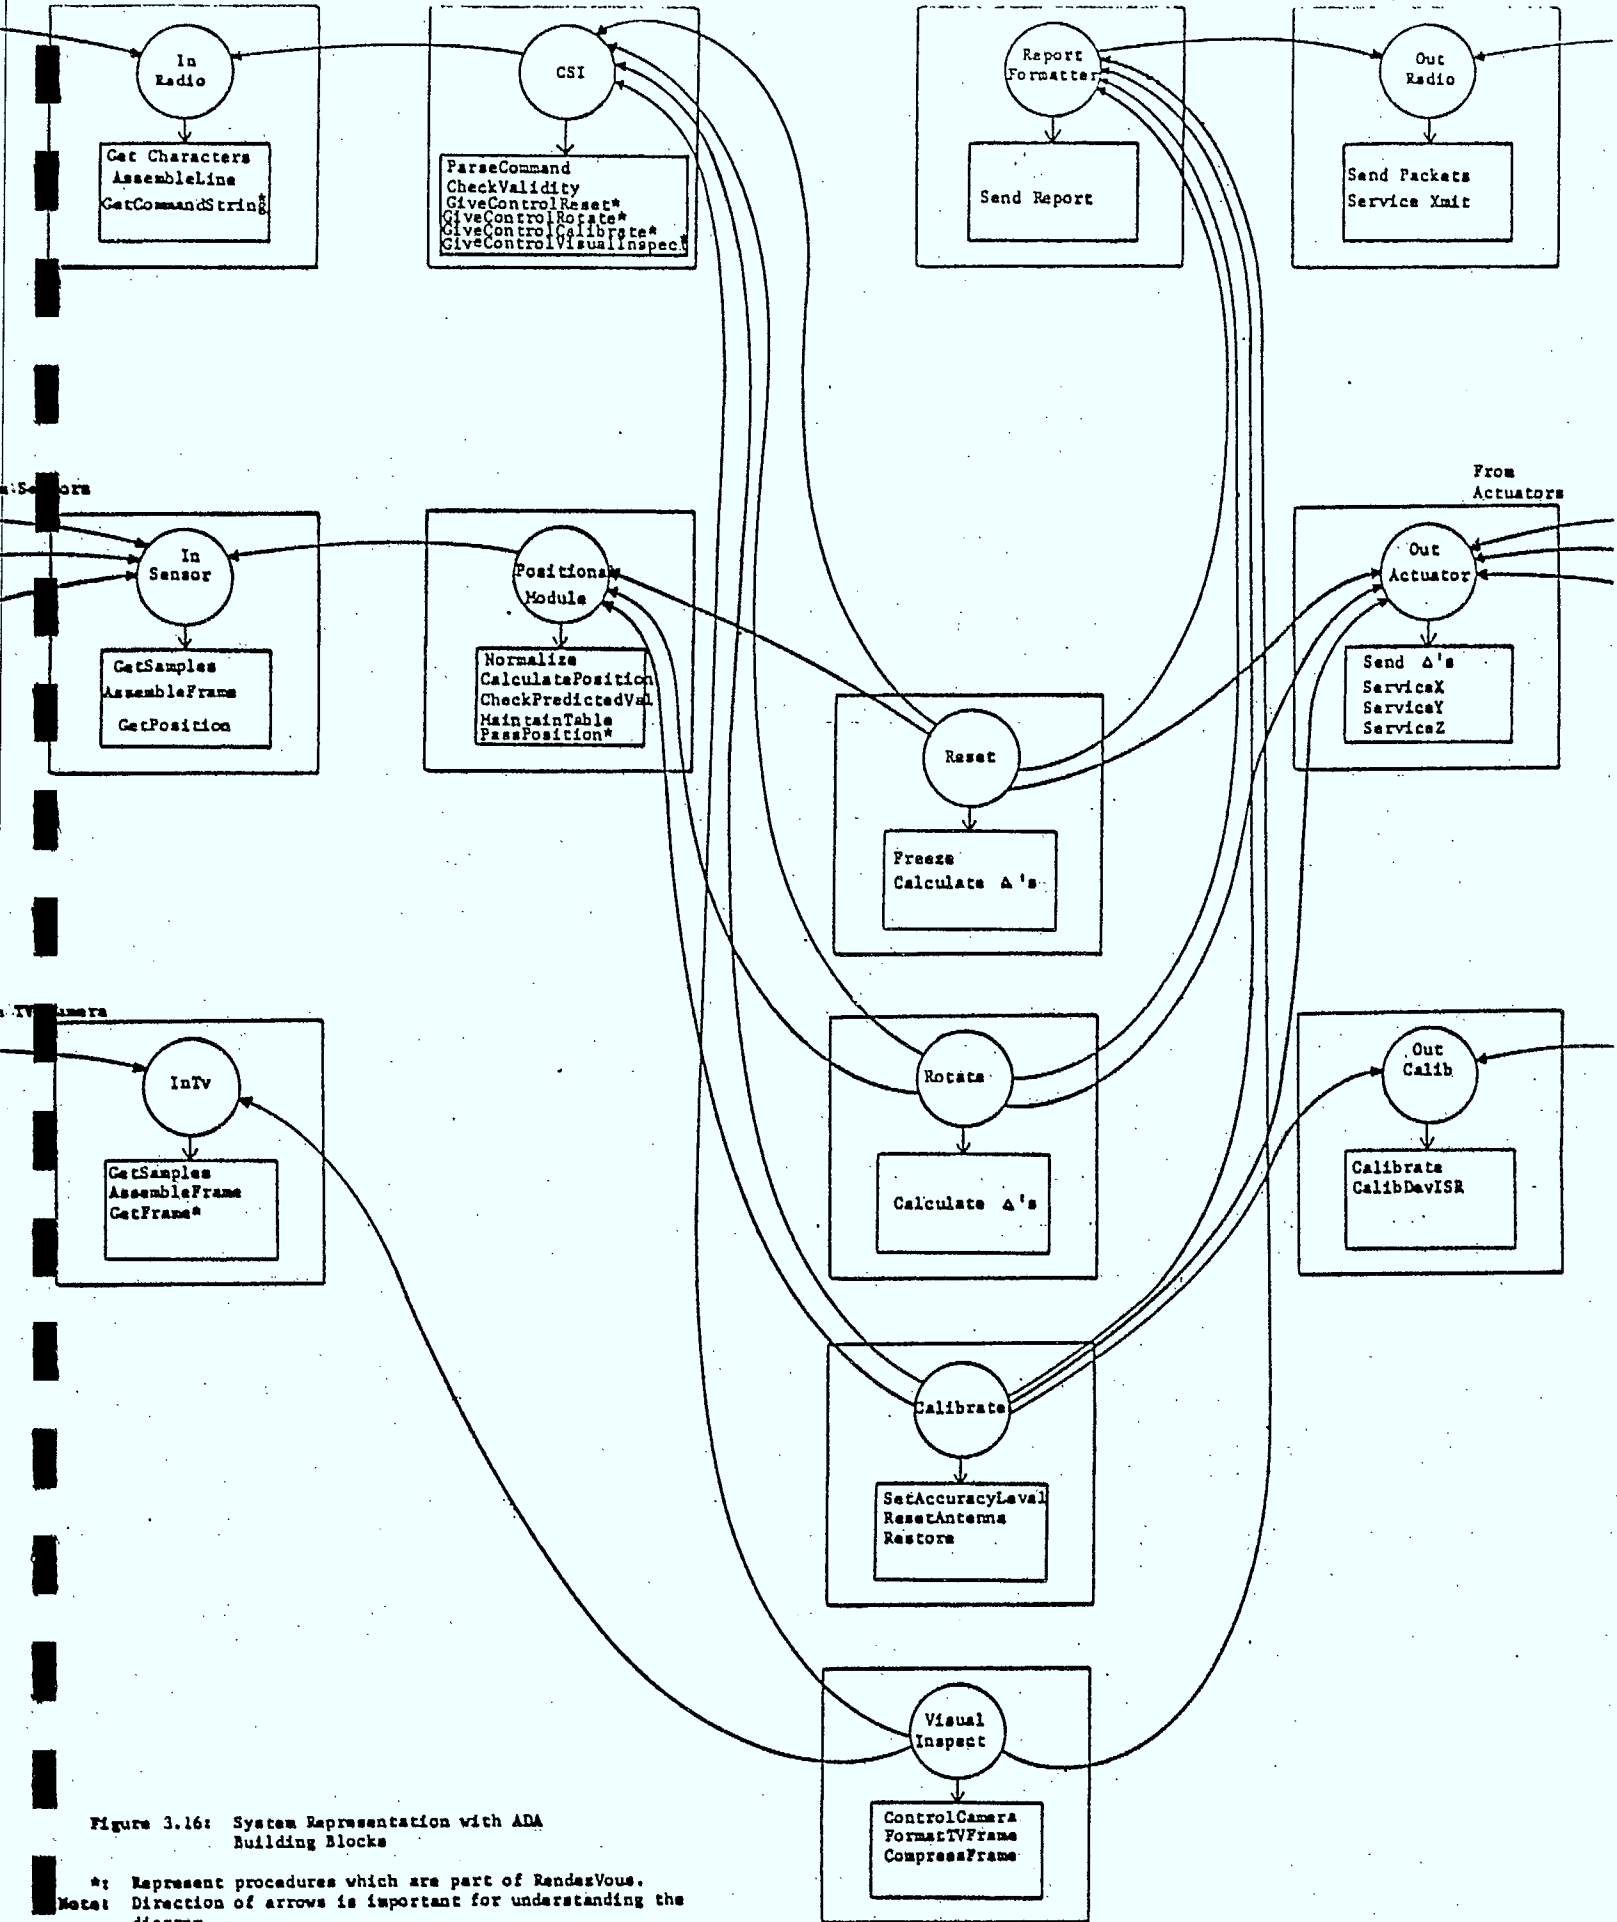 In
Radio
Get Characters
AssembleLine
GetCommandString*
CSI
ParseCommand
CheckValidity
GiveControlReset*
GiveControlRotate*
GiveControlCalibrate*
GiveControlVisualInspect*
Report
Formatter
Send Report
Out
Radio
Send Packets
Service Xmit
In
Sensor
GetSamples
AssembleFrame
GetPosition
Positional
Module
Normalize
CalculatePosition
CheckPredictedVal
MaintainTable
PassPosition*
From
Actuators
Out
Actuator
Send Δ's
ServiceX
ServiceY
ServiceZ
Reset
Freeze
Calculate Δ's
InTv
GetSamples
AssembleFrame
GetFrame*
Rotate
Calculate Δ's
Out
Calib
Calibrate
CalibDevISR
Calibrate
SetAccuracyLevel
ResetAntenna
Restore
Visual
Inspect
ControlCamera
FormatTVFrame
CompressFrame
Figure 3.16: System Representation with ADA
Building Blocks
*: Represent procedures which are part of RendezVous.
Note: Direction of arrows is important for understanding the